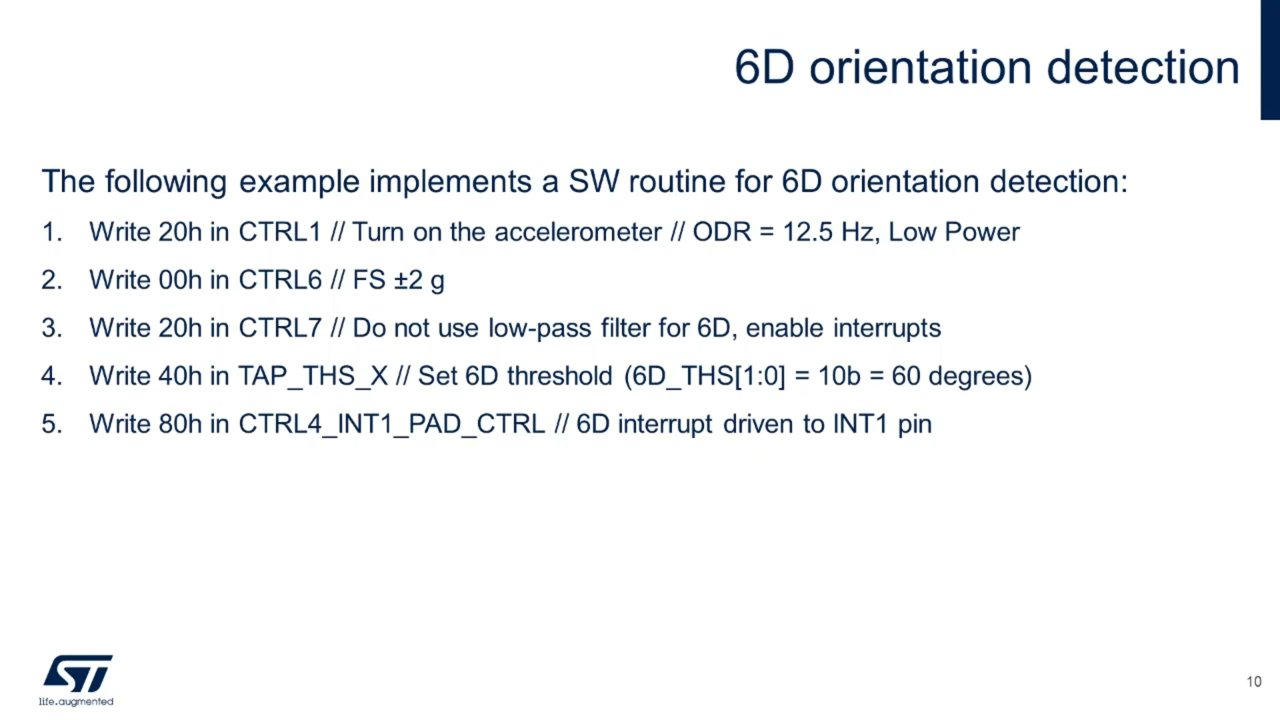 6D orientation detection
The following example implements a SW routine for 6D orientation detection:
1. Write 20h in CTRL1 // Turn on the accelerometer // ODR = 12.5 Hz, Low Power
2. Write 00h in CTRL6 // FS ±2 g
3. Write 20h in CTRL7 // Do not use low-pass filter for 6D, enable interrupts
4. Write 40h in TAP_THS_X // Set 6D threshold (6D_THS[1:0] = 10b = 60 degrees)
5. Write 80h in CTRL4_INT1_PAD_CTRL // 6D interrupt driven to INT1 pin
ST
life.augmented
10